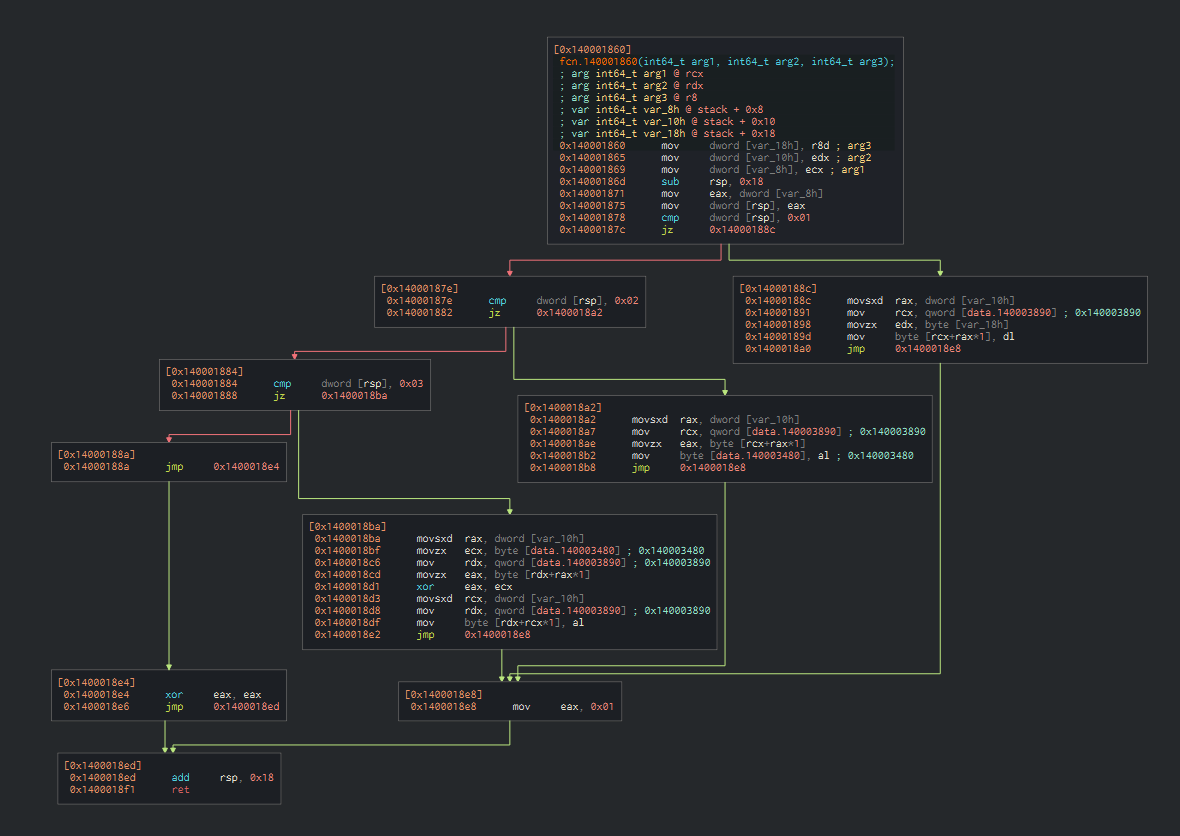 [0x140001860]
fcn.140001860(int64_t arg1, int64_t arg2, int64_t arg3);
; arg int64_t arg1 @ rcx
; arg int64_t arg2 @ rdx
; arg int64_t arg3 @ r8
; var int64_t var_8h @ stack + 0x8
; var int64_t var_10h @ stack + 0x10
; var int64_t var_18h @ stack + 0x18
0x140001860 mov dword [var_18h], r8d ; arg3
0x140001865 mov dword [var_10h], edx ; arg2
0x140001869 mov dword [var_8h], ecx ; arg1
0x14000186d sub rsp, 0x18
0x140001871 mov eax, dword [var_8h]
0x140001875 mov dword [rsp], eax
0x140001878 cmp dword [rsp], 0x01
0x14000187c jz 0x14000188c
[0x14000187e]
0x14000187e cmp dword [rsp], 0x02
0x140001882 jz 0x1400018a2
[0x14000188c]
0x14000188c movsxd rax, dword [var_10h]
0x140001891 mov rcx, qword [data.140003890] ; 0x140003890
0x140001898 movzx edx, byte [var_18h]
0x14000189d mov byte [rcx+rax*1], dl
0x1400018a0 jmp 0x1400018e8
[0x140001884]
0x140001884 cmp dword [rsp], 0x03
0x140001888 jz 0x1400018ba
[0x1400018a2]
0x1400018a2 movsxd rax, dword [var_10h]
0x1400018a7 mov rcx, qword [data.140003890] ; 0x140003890
0x1400018ae movzx eax, byte [rcx+rax*1]
0x1400018b2 mov byte [data.140003480], al ; 0x140003480
0x1400018b8 jmp 0x1400018e8
[0x14000188a]
0x14000188a jmp 0x1400018e4
[0x1400018ba]
0x1400018ba movsxd rax, dword [var_10h]
0x1400018bf movzx ecx, byte [data.140003480] ; 0x140003480
0x1400018c6 mov rdx, qword [data.140003890] ; 0x140003890
0x1400018cd movzx eax, byte [rdx+rax*1]
0x1400018d1 xor eax, ecx
0x1400018d3 movsxd rcx, dword [var_10h]
0x1400018d8 mov rdx, qword [data.140003890] ; 0x140003890
0x1400018df mov byte [rdx+rcx*1], al
0x1400018e2 jmp 0x1400018e8
[0x1400018e4]
0x1400018e4 xor eax, eax
0x1400018e6 jmp 0x1400018ed
[0x1400018e8]
0x1400018e8 mov eax, 0x01
[0x1400018ed]
0x1400018ed add rsp, 0x18
0x1400018f1 ret